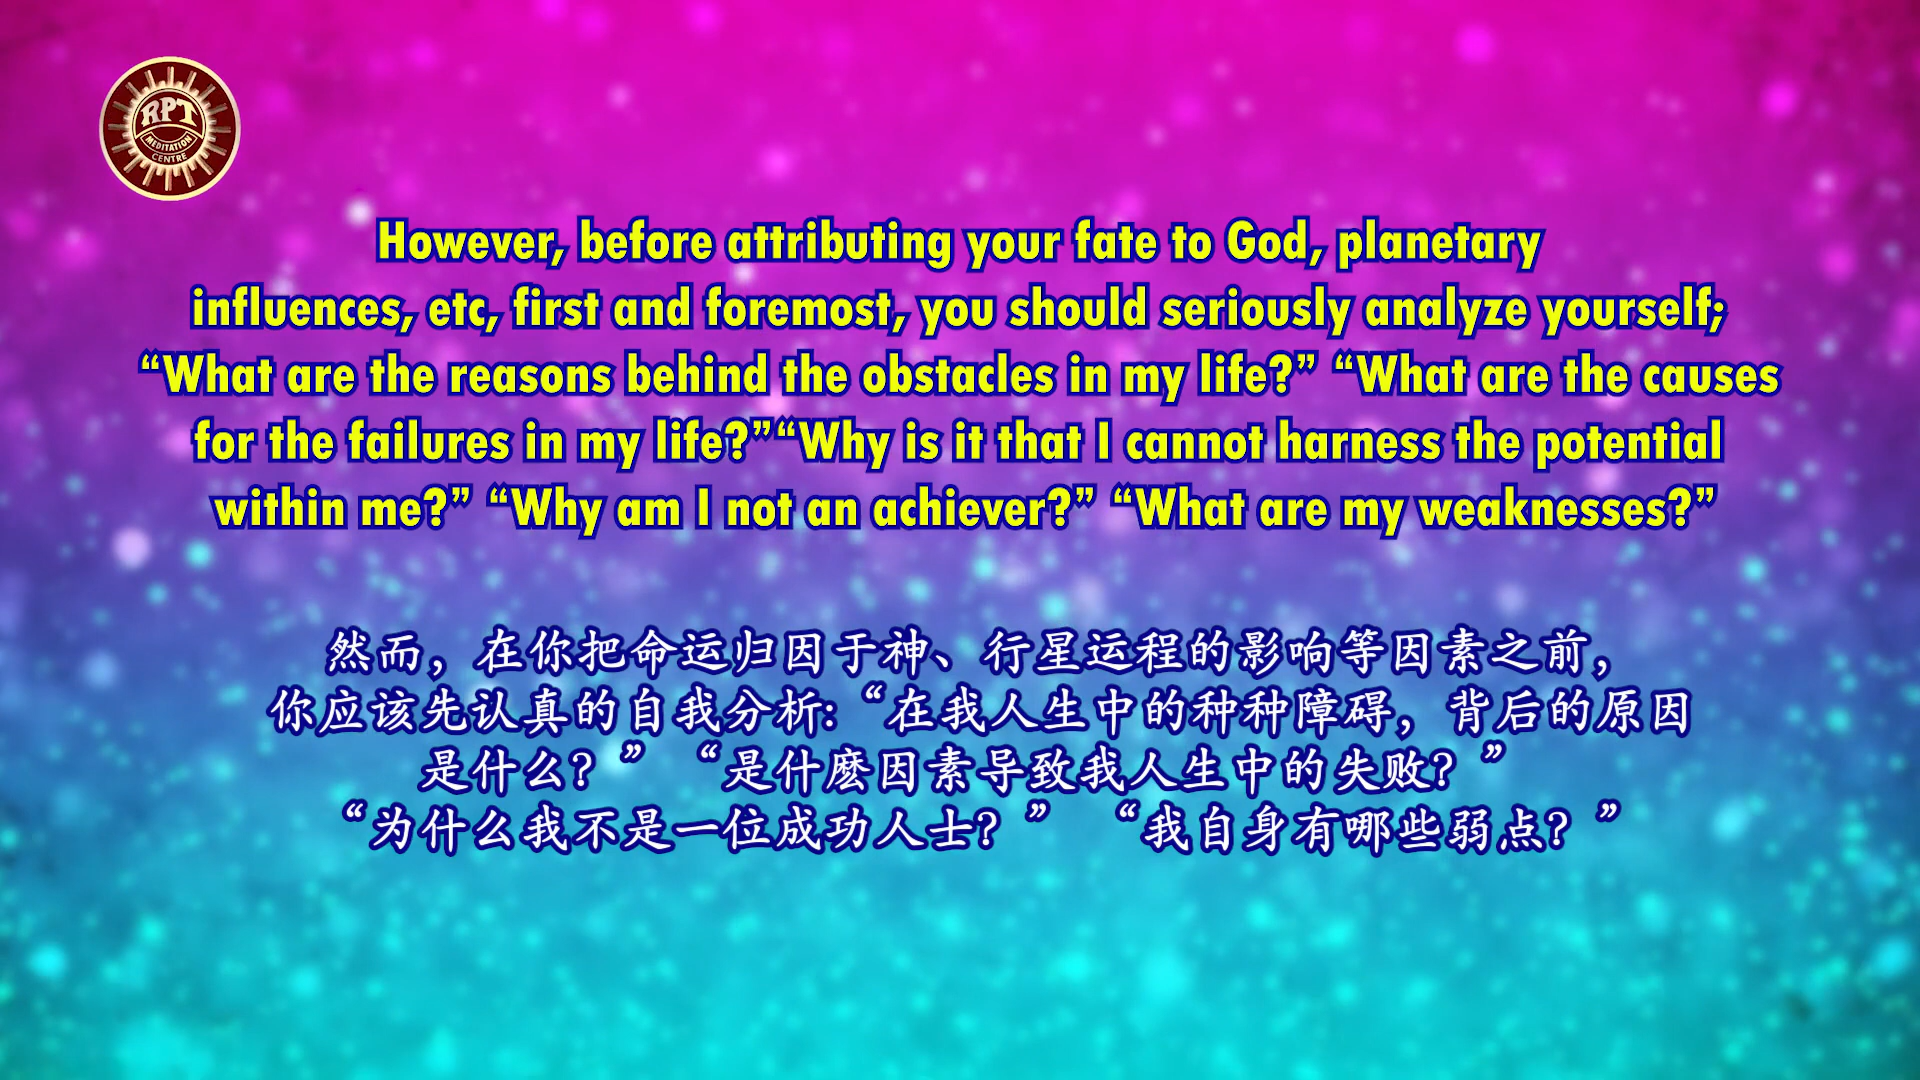 RPT
MEDITATION
CENTRE
However, before attributing your fate to God, planetary
influences, etc, first and foremost, you should seriously analyze yourself;
“What are the reasons behind the obstacles in my life?” “What are the causes
for the failures in my life?”“Why is it that I cannot harness the potential
within me?” “Why am I not an achiever?” “What are my weaknesses?”
然而，在你把命运归因于神、行星运程的影响等因素之前，
你应该先认真的自我分析:“在我人生中的种种障碍，背后的原因
是什么？” “是什麽因素导致我人生中的失败？”
“为什么我不是一位成功人士？” “我自身有哪些弱点？”